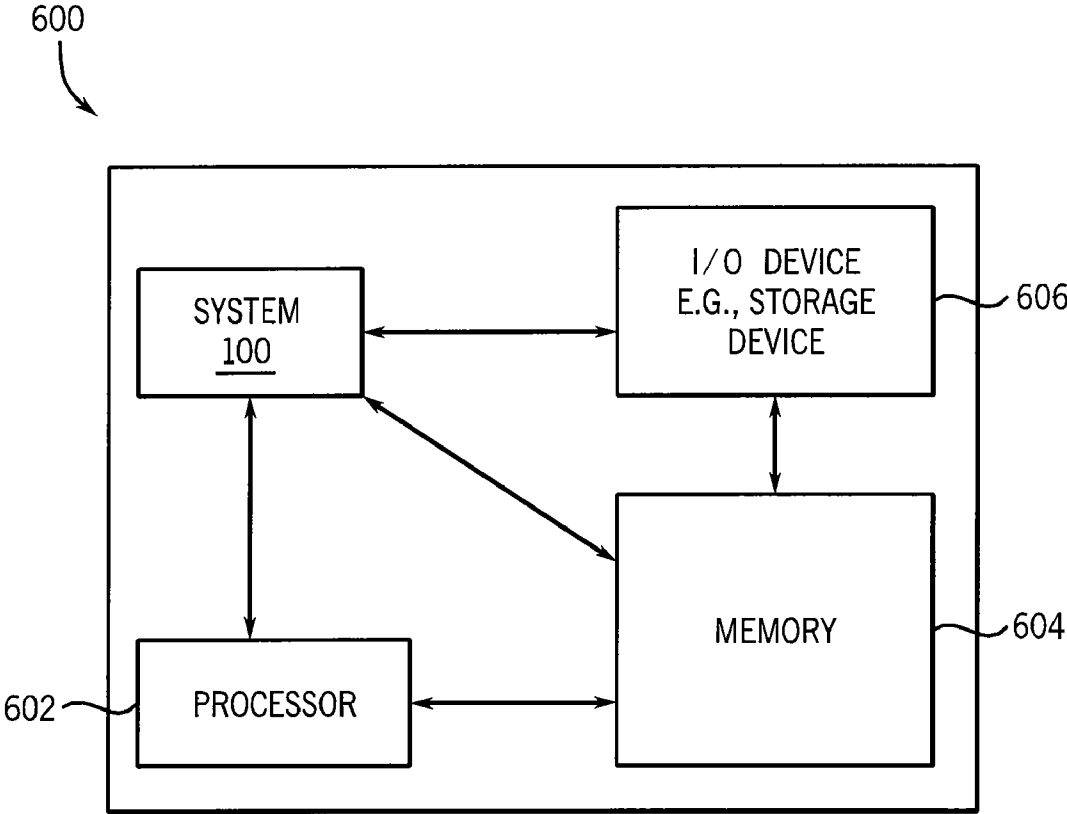 600
I/O DEVICE
E.G., STORAGE
DEVICE
606
SYSTEM
100
MEMORY
604
PROCESSOR
602